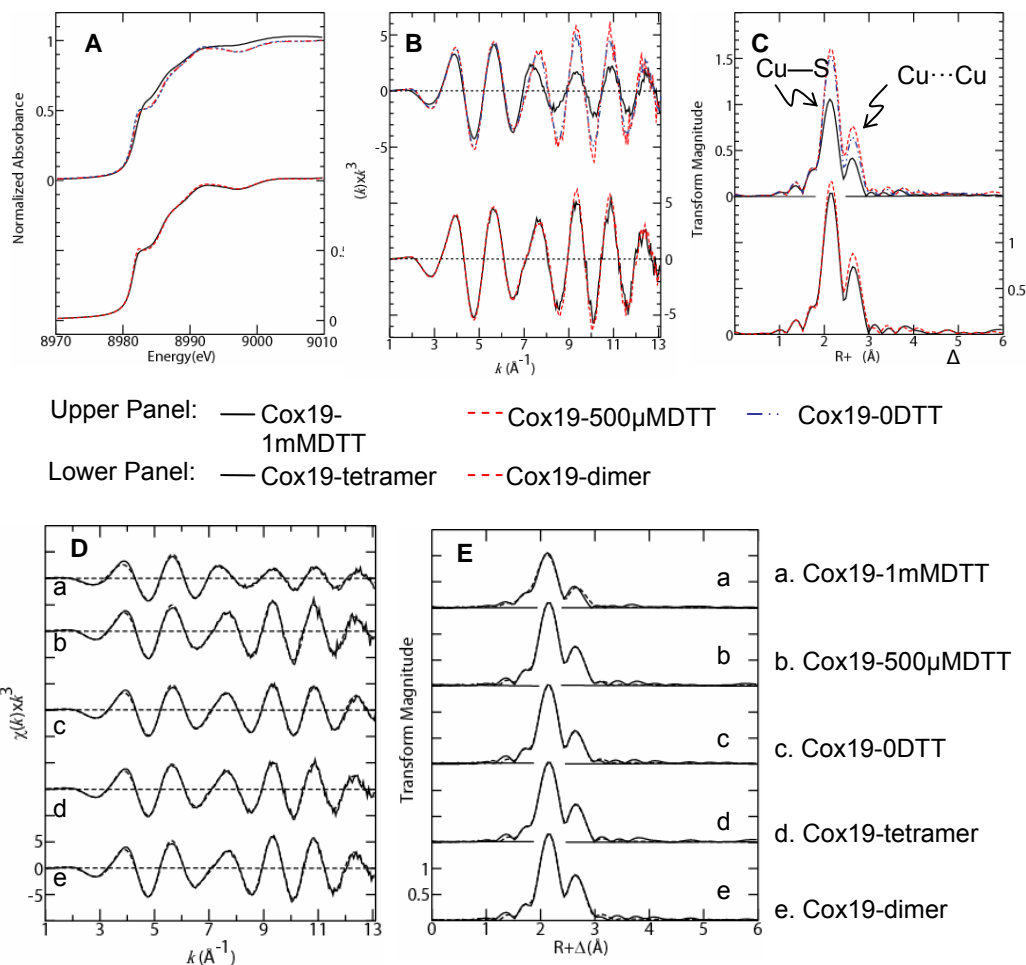 A
Normalized Absorbance
1
0.5
0
0.5
0
8970 8980 8990 9000 9010
Energy(eV)
B
(k)x k³
5
0
-5
0
-5
1 3 5 7 9 11 13
k (Å⁻¹)
C
Cu—S
Cu···Cu
Transform Magnitude
1.5
1
0.5
0
1
0.5
0
1 2 3 4 5 6
R+ (Å) Δ
Upper Panel: Cox19-1mMDTT Cox19-500µMDTT Cox19-0DTT
Lower Panel: Cox19-tetramer Cox19-dimer
D
a
b
c
d
e
χ(k)xk³
5
0
-5
1 3 5 7 9 11 13
k (Å⁻¹)
E
a
b
c
d
e
Transform Magnitude
1
0.5
0 1 2 3 4 5 6
R+Δ(Å)
a. Cox19-1mMDTT
b. Cox19-500µMDTT
c. Cox19-0DTT
d. Cox19-tetramer
e. Cox19-dimer